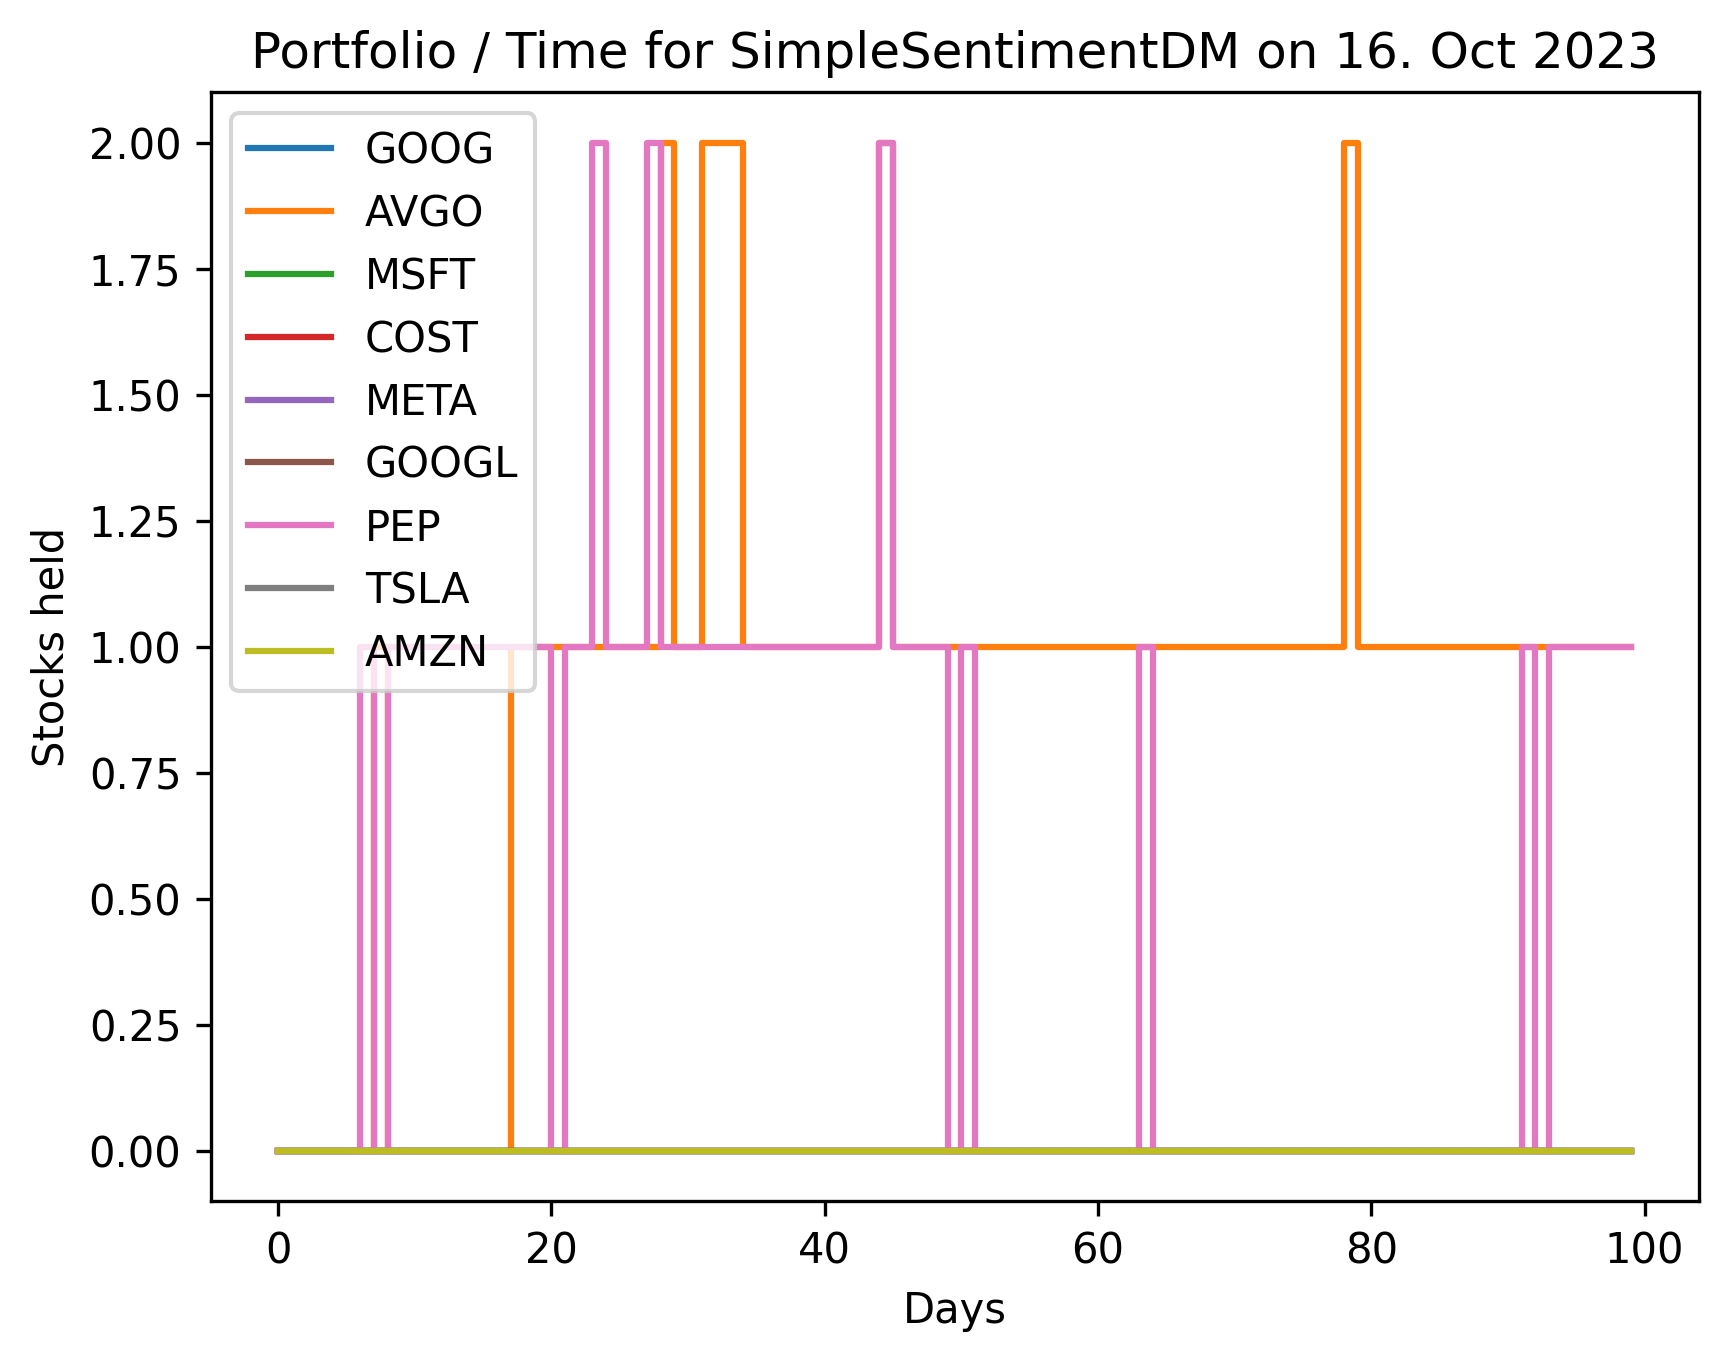 Portfolio / Time for SimpleSentimentDM on 16. Oct 2023
GOOG
AVGO
MSFT
COST
META
GOOGL
PEP
TSLA
AMZN
Stocks held
2.00
1.75
1.50
1.25
1.00
0.75
0.50
0.25
0.00
0 20 40 60 80 100
Days